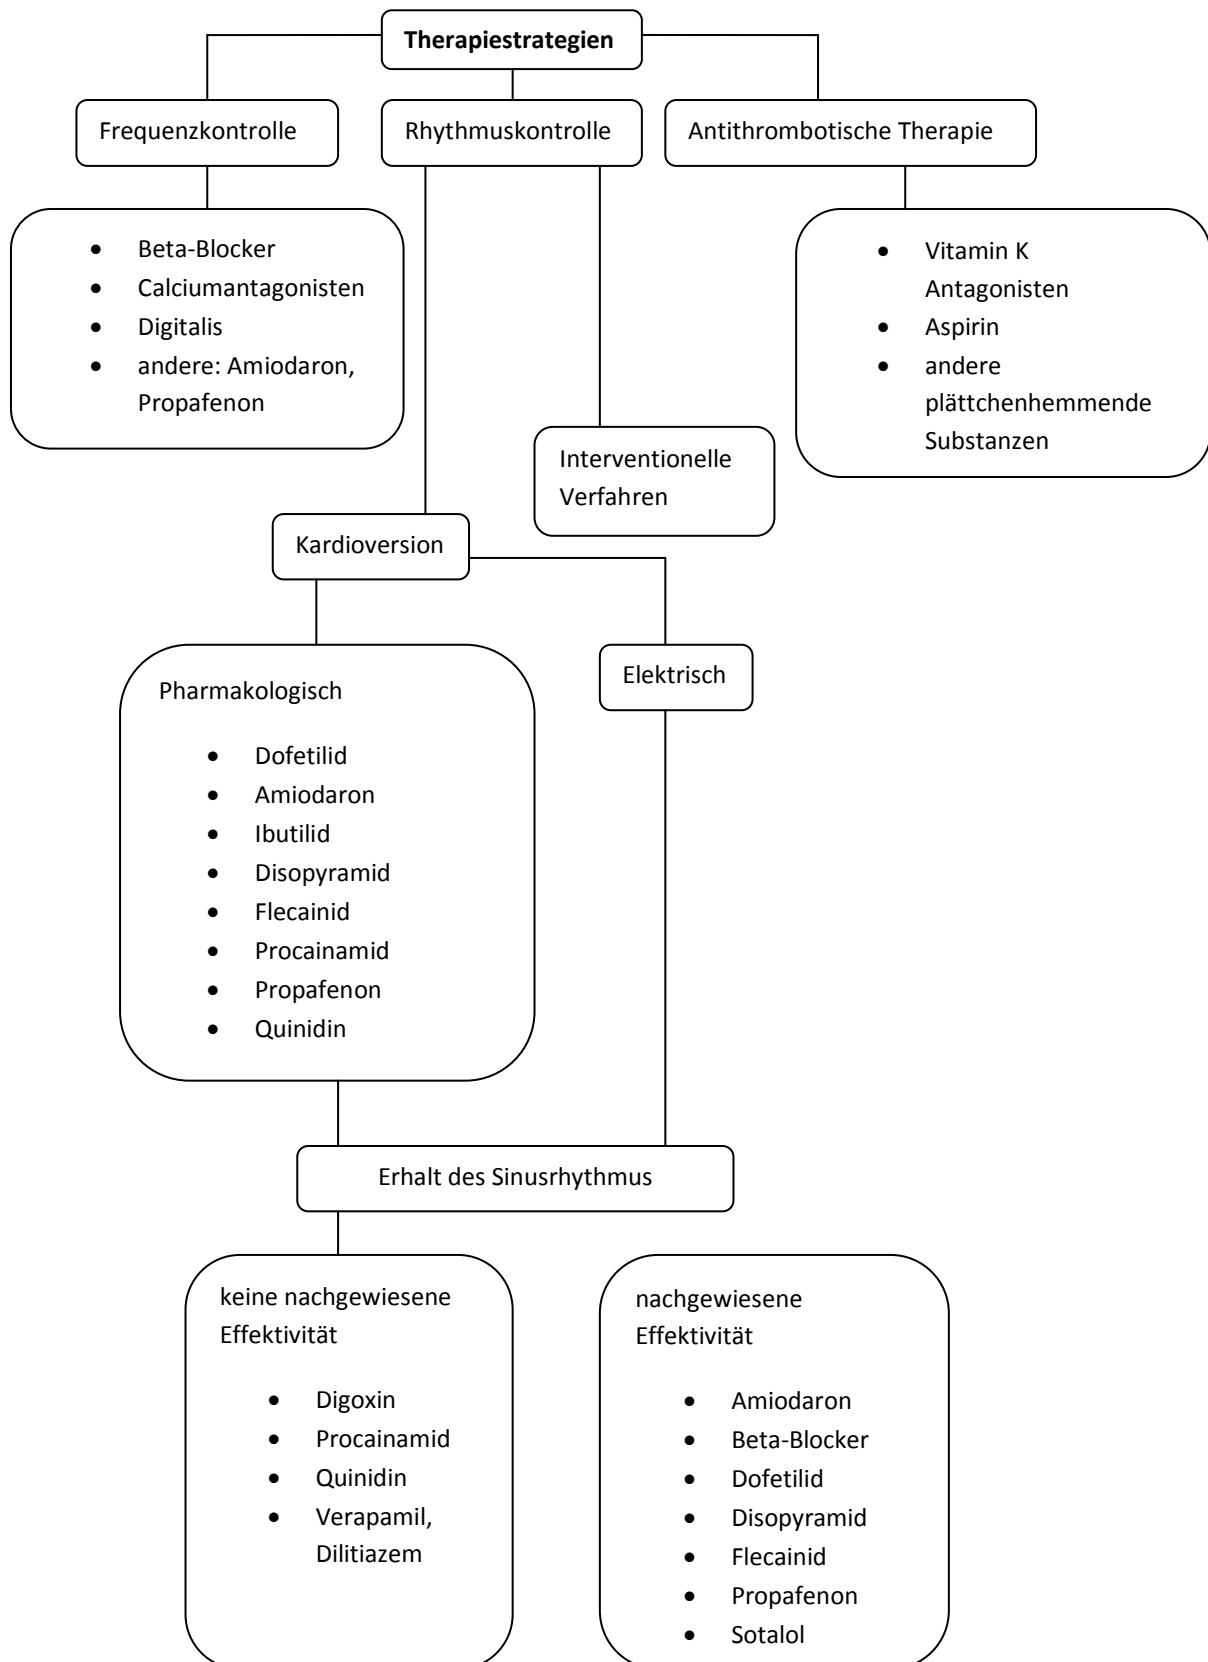 Therapiestrategien
Frequenzkontrolle
Rhythmuskontrolle
Antithrombotische Therapie
• Beta-Blocker
• Calciumantagonisten
• Digitalis
• andere: Amiodaron,
Propafenon
• Vitamin K
Antagonisten
• Aspirin
• andere
plättchenhemmende
Substanzen
Interventionelle
Verfahren
Kardioversion
Elektrisch
Pharmakologisch
• Dofetilid
• Amiodaron
• Ibutilid
• Disopyramid
• Flecainid
• Procainamid
• Propafenon
• Quinidin
Erhalt des Sinusrhythmus
keine nachgewiesene
Effektivität
• Digoxin
• Procainamid
• Quinidin
• Verapamil,
Dilitiazem
nachgewiesene
Effektivität
• Amiodaron
• Beta-Blocker
• Dofetilid
• Disopyramid
• Flecainid
• Propafenon
• Sotalol